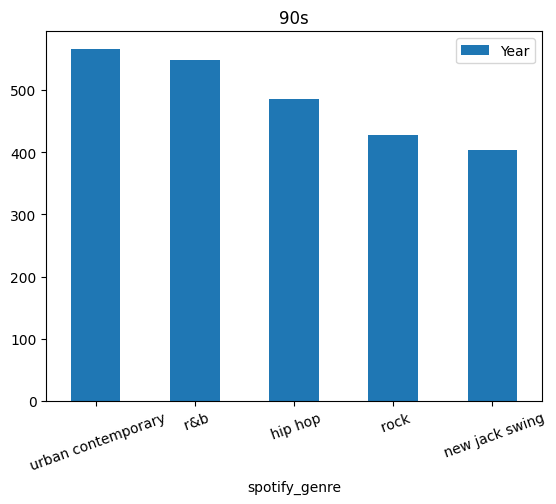 90s
Year
500
400
300
200
100
0
urban contemporary
r&b
hip hop
rock
new jack swing
spotify_genre